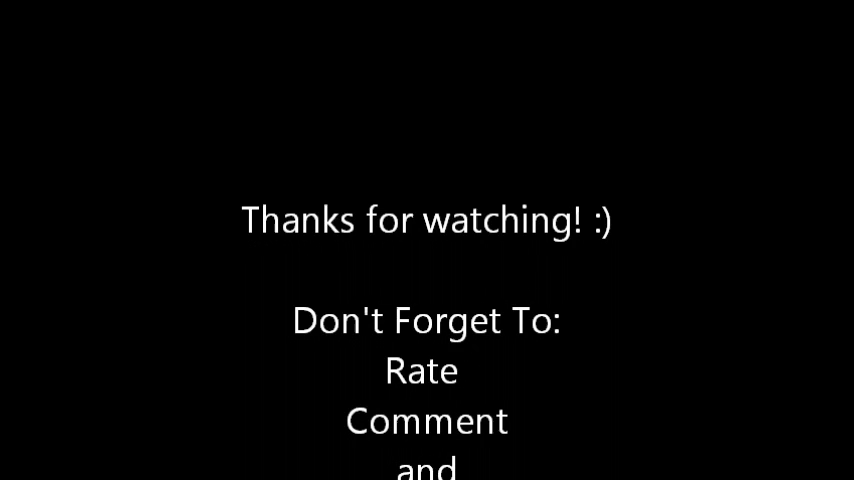 Thanks for watching! :)
Don't Forget To:
Rate
Comment
and